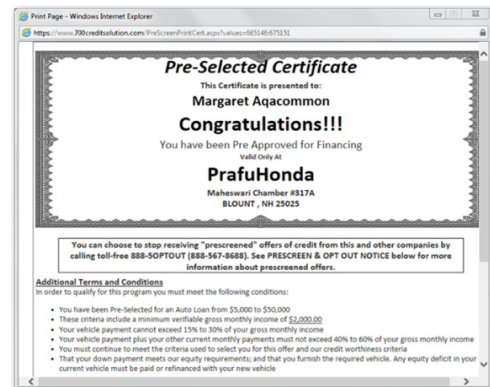 Print Page - Windows Internet Explorer
https://www.700creditsolution.com/PreScreenPrintCert.aspx?values=685146:675151
Pre-Selected Certificate
This Certificate is presented to:
Margaret Aqacommon
Congratulations!!!
You have been Pre Approved for Financing
Valid Only At
PrafuHonda
Maheswari Chamber #317A
BLOUNT , NH 25025
You can choose to stop receiving "prescreened" offers of credit from this and other companies by
calling toll-free 888-5OPTOUT (888-567-8688). See PRESCREEN & OPT OUT NOTICE below for more
information about prescreened offers.
Additional Terms and Conditions
In order to qualify for this program you must meet the following conditions:
• You have been Pre-Selected for an Auto Loan from $5,000 to $50,000
• These criteria include a minimum verifiable gross monthly income of $2,000.00
• Your vehicle payment cannot exceed 15% to 30% of your gross monthly income
• Your vehicle payment plus your other current monthly payments must not exceed 40% to 60% of your gross monthly income
• You must continue to meet the criteria used to select you for this offer and our credit worthiness criteria
• That your down payment meets our equity requirements; and that you furnish the required vehicle. Any equity deficit in your
current vehicle must be paid or refinanced with your new vehicle